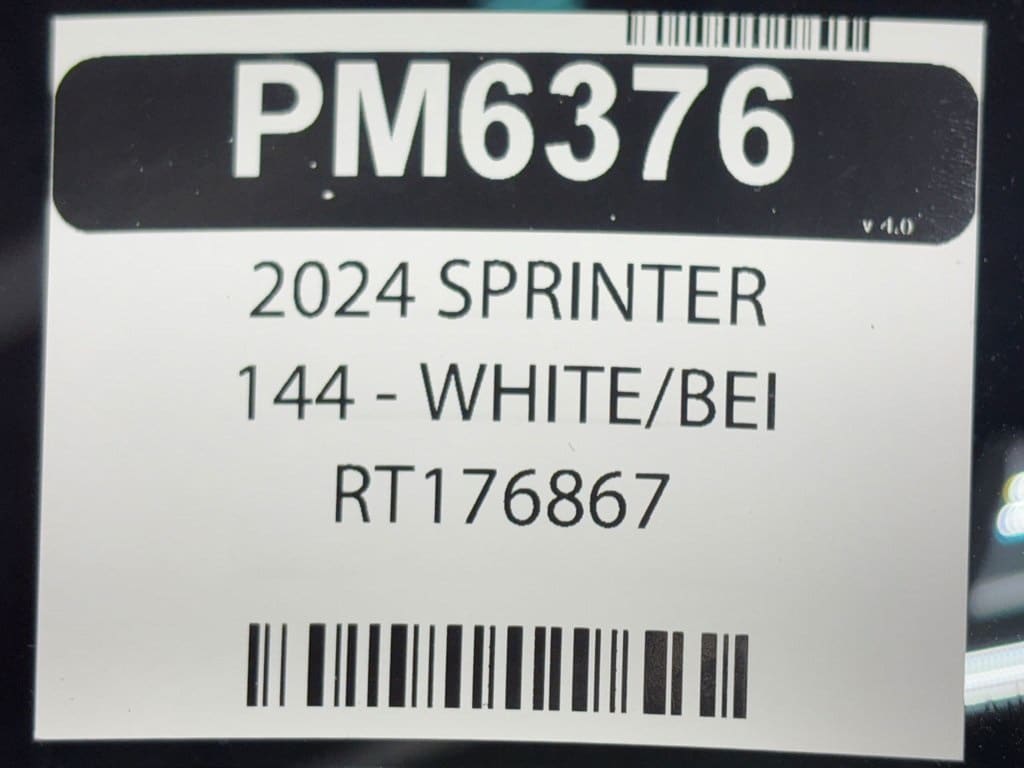 PM6376
v 4.0
2024 SPRINTER
144 - WHITE/BEI
RT176867